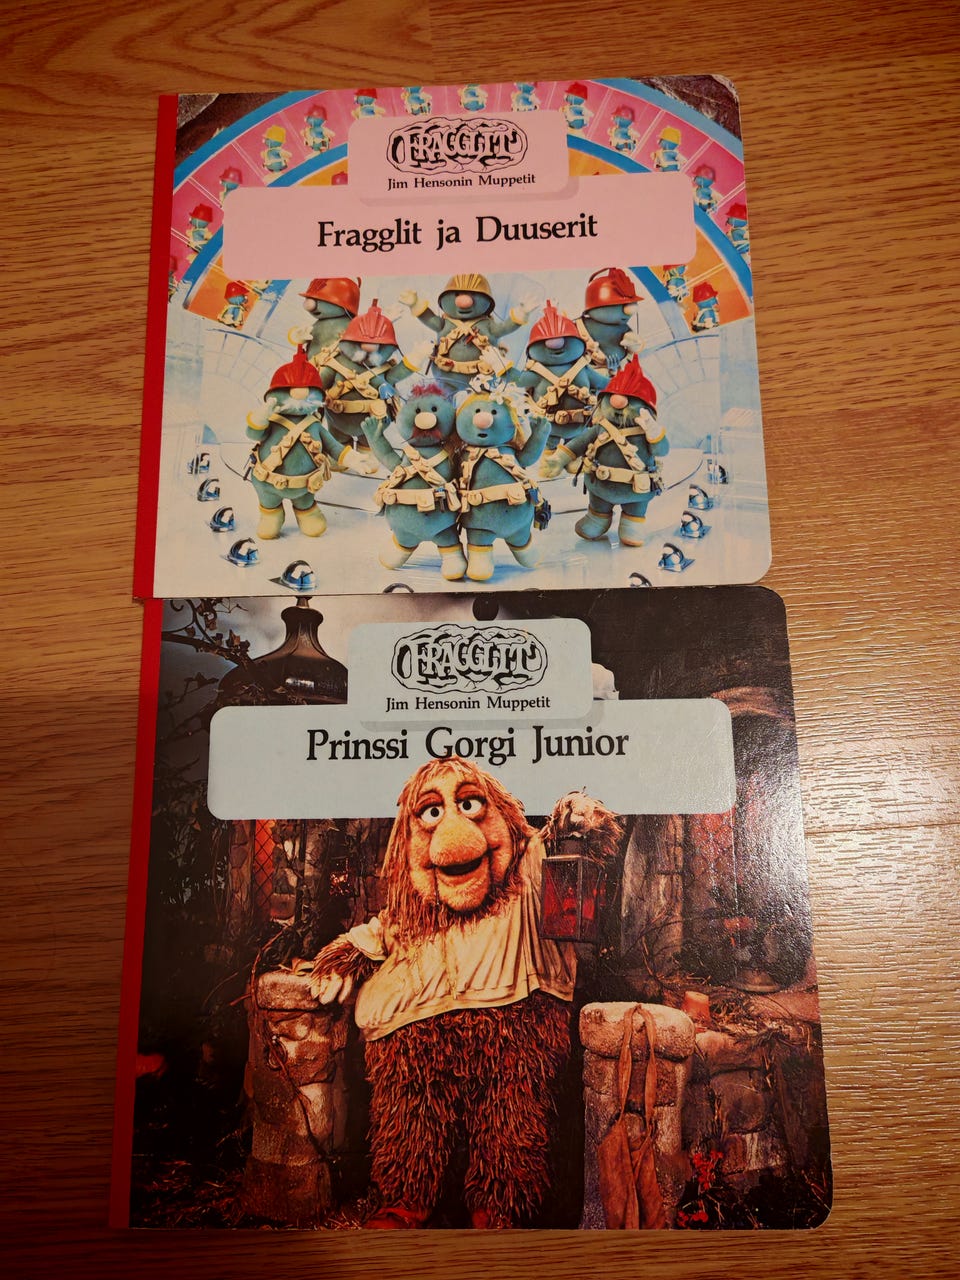 FRAGGLIT
Jim Hensonin Muppetit
Fragglit ja Duuserit
FRAGGLIT
Jim Hensonin Muppetit
Prinssi Gorgi Junior